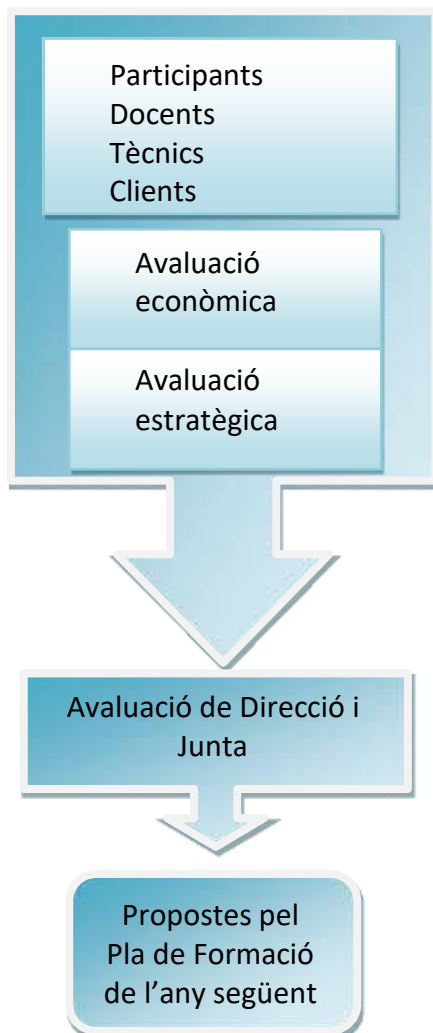 Participants
Docents
Tècnics
Clients
Avaluació
econòmica
Avaluació
estratègica
Avaluació de Direcció i
Junta
Propostes pel
Pla de Formació
de l’any següent